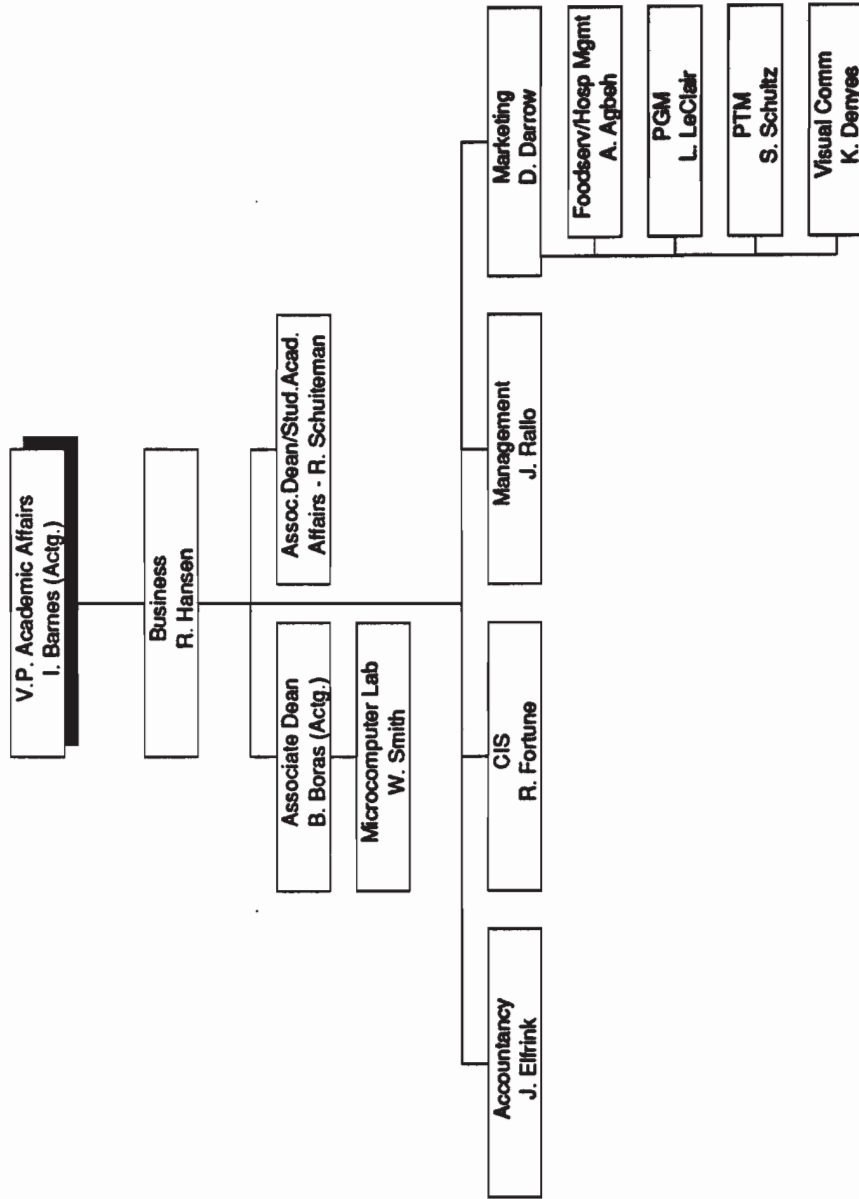 V.P. Academic Affairs
I. Barnes (Actg.)
Business
R. Hansen
Associate Dean
B. Boras (Actg.)
Assoc.Dean/Stud.Acad.
Affairs - R. Schuiteman
Microcomputer Lab
W. Smith
Accountancy
J. Elfrink
CIS
R. Fortune
Management
J. Rallo
Marketing
D. Darrow
Foodserv/Hosp Mgmt
A. Agbeh
PGM
L. LeClair
PTM
S. Schultz
Visual Comm
K. Denyes